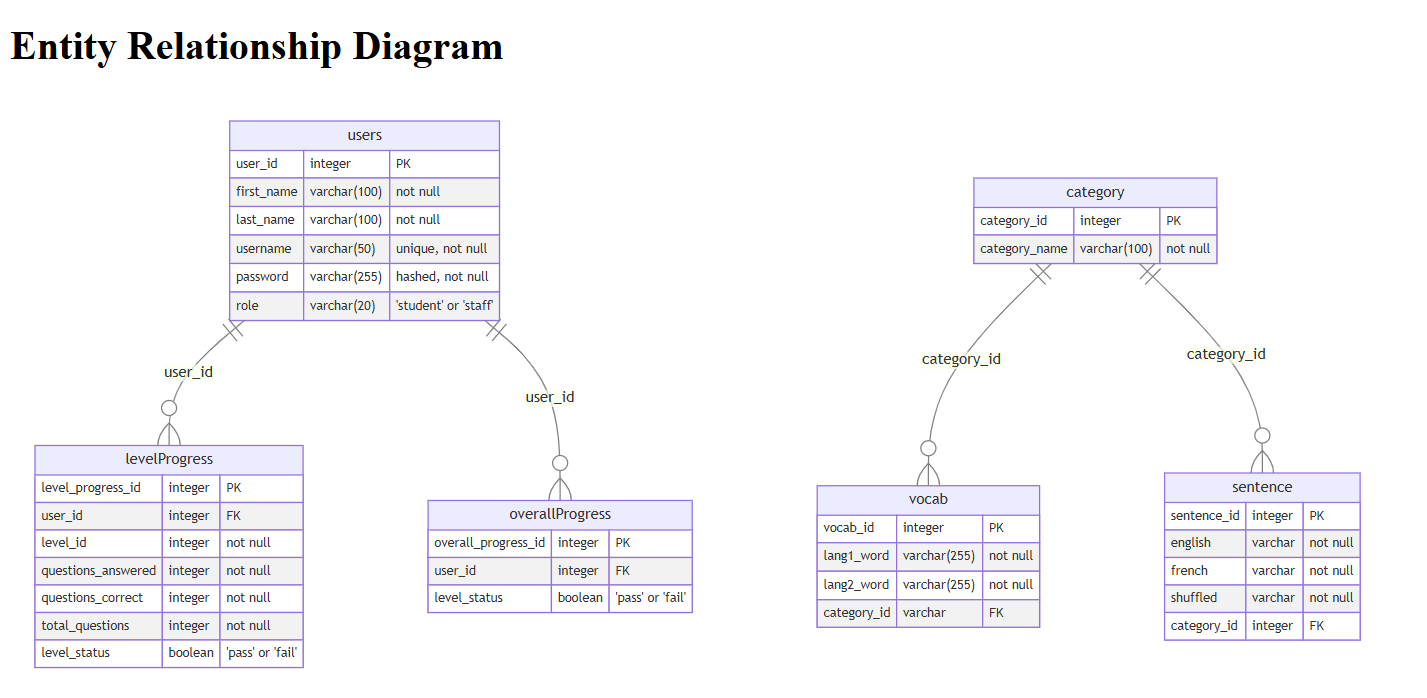 Entity Relationship Diagram
users
user_id integer PK
first_name varchar(100) not null
last_name varchar(100) not null
username varchar(50) unique, not null
password varchar(255) hashed, not null
role varchar(20) 'student' or 'staff'
category
category_id integer PK
category_name varchar(100) not null
user_id
user_id
category_id
category_id
levelProgress
level_progress_id integer PK
user_id integer FK
level_id integer not null
questions_answered integer not null
questions_correct integer not null
total_questions integer not null
level_status boolean 'pass' or 'fail'
overallProgress
overall_progress_id integer PK
user_id integer FK
level_status boolean 'pass' or 'fail'
vocab
vocab_id integer PK
lang1_word varchar(255) not null
lang2_word varchar(255) not null
category_id varchar FK
sentence
sentence_id integer PK
english varchar not null
french varchar not null
shuffled varchar not null
category_id integer FK